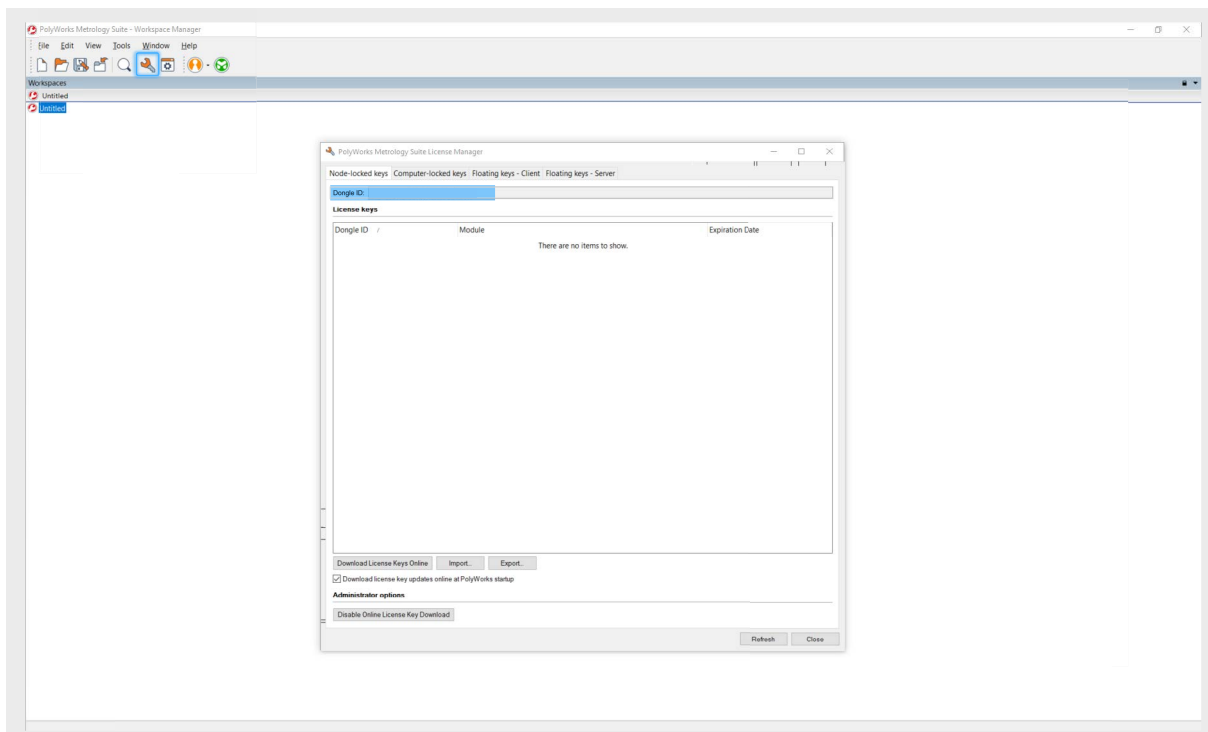 PolyWorks Metrology Suite - Workspace Manager
File Edit View Tools Window Help
Workspaces
Untitled
Untitled
PolyWorks Metrology Suite License Manager
Node-locked keys Computer-locked keys Floating keys - Client Floating keys - Server
Dongle ID:
License keys
Dongle ID / Module Expiration Date
There are no items to show.
Download License Keys Online Import... Export...
Download license key updates online at PolyWorks startup
Administrator options
Disable Online License Key Download
Refresh Close